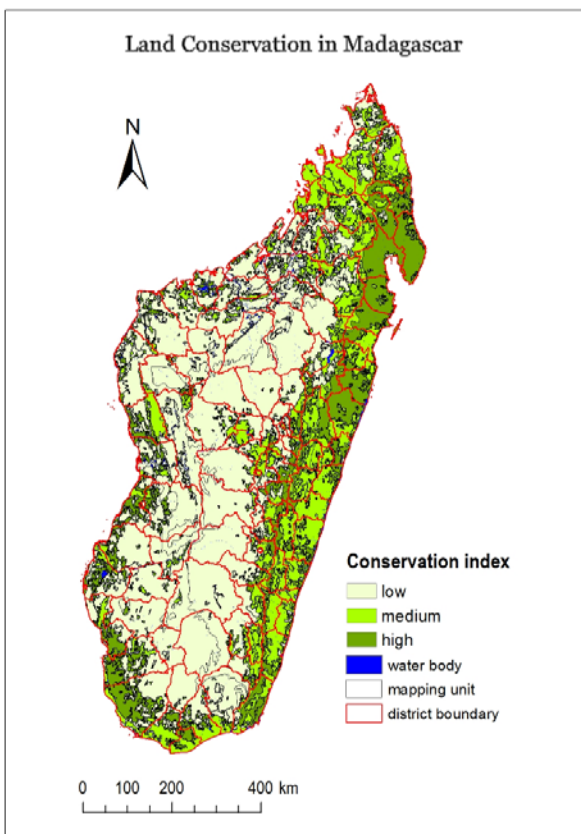 Land Conservation in Madagascar
N
Conservation index
low
medium
high
water body
mapping unit
district boundary
0 100 200 400 km